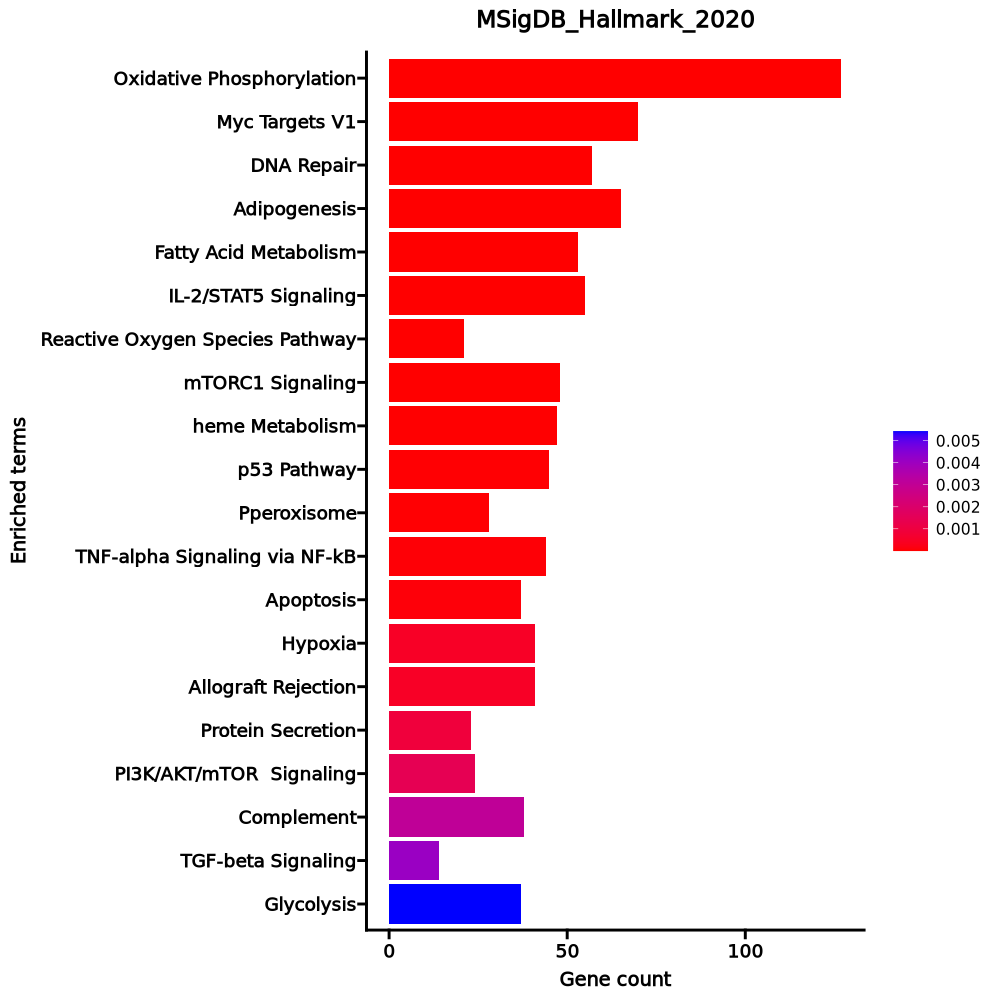 MSigDB_Hallmark_2020
Oxidative Phosphorylation
Myc Targets V1
DNA Repair
Adipogenesis
Fatty Acid Metabolism
IL-2/STAT5 Signaling
Reactive Oxygen Species Pathway
mTORC1 Signaling
heme Metabolism
p53 Pathway
Pperoxisome
TNF-alpha Signaling via NF-kB
Apoptosis
Hypoxia
Allograft Rejection
Protein Secretion
PI3K/AKT/mTOR  Signaling
Complement
TGF-beta Signaling
Glycolysis
Enriched terms
0 50 100
Gene count
0.005
0.004
0.003
0.002
0.001